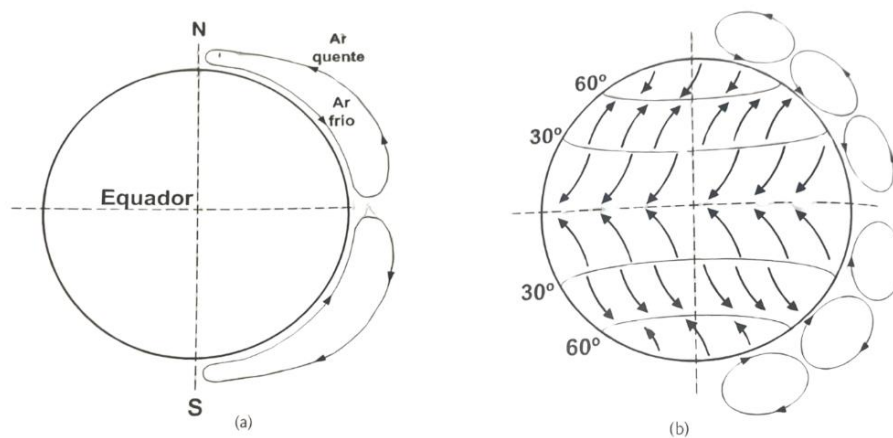 N
Ar
quente
Ar
frio
Equador
S
(a)
60º
30º
30º
60º
(b)